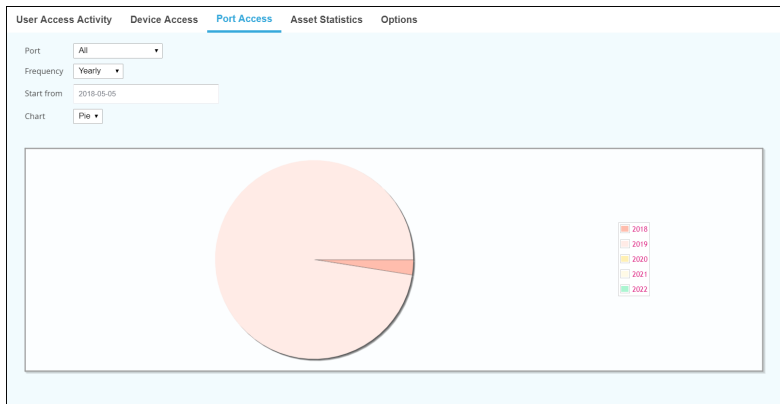 User Access Activity Device Access Port Access Asset Statistics Options
Port All
Frequency Yearly
Start from 2018-05-05
Chart Pie
2018
2019
2020
2021
2022